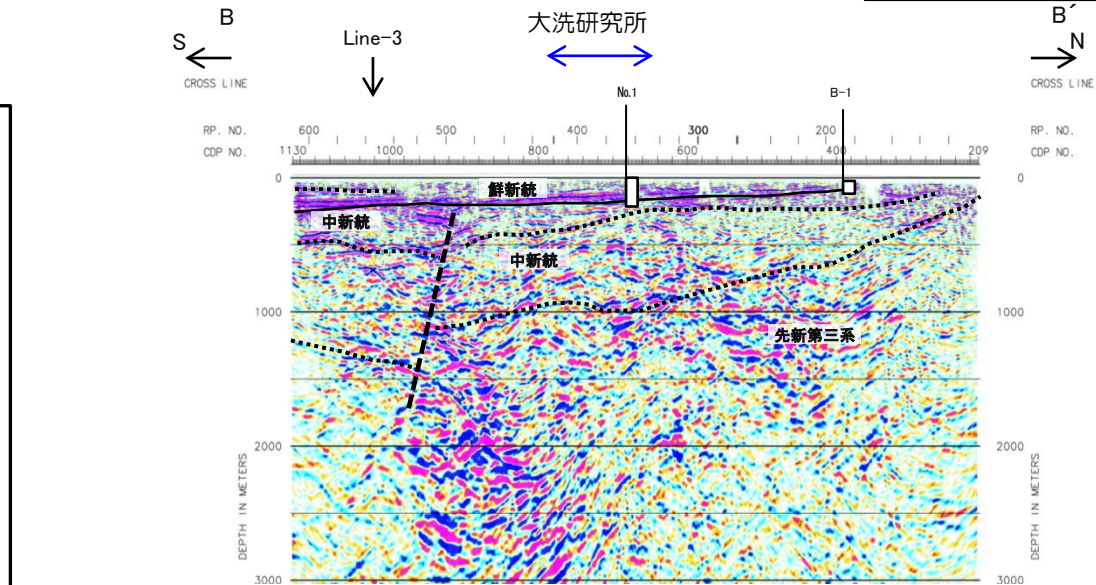 B 大洗研究所 B´
S Line-3 N
CROSS LINE CROSS LINE
No.1 B-1
RP. NO. 600 500 400 300 200 RP. NO.
CDP NO. 1130 1000 800 600 400 209 CDP NO.
0 鮮新統 0
中新統
中新統
1000 1000
先新第三系
2000 2000
DEPTH IN METERS DEPTH IN METERS
3000 3000